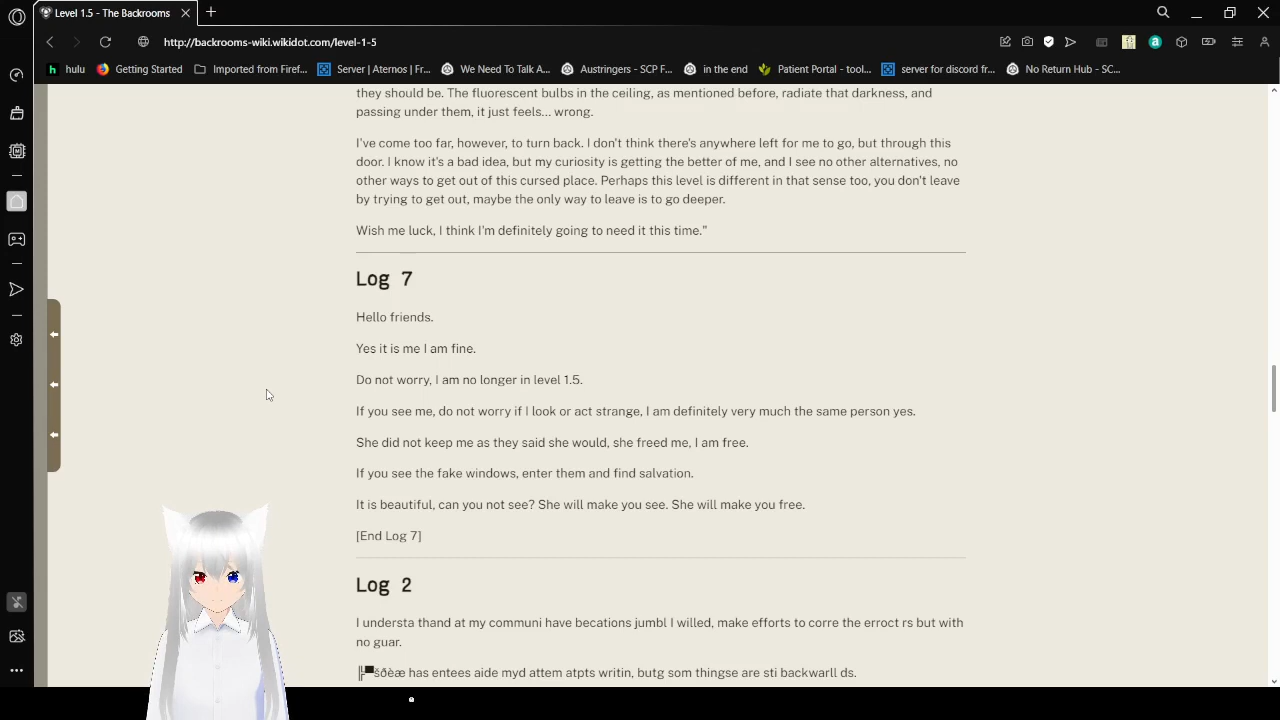 Level 1.5 - The Backrooms
http://backrooms-wiki.wikidot.com/level-1-5
hulu
Getting Started
Imported from Firef...
Server | Aternos | Fr...
We Need To Talk A...
Austringers - SCP F...
in the end
Patient Portal - tool...
server for discord fr...
No Return Hub - SC...
they should be. The fluorescent bulbs in the ceiling, as mentioned before, radiate that darkness, and
passing under them, it just feels... wrong.
I've come too far, however, to turn back. I don't think there's anywhere left for me to go, but through this
door. I know it's a bad idea, but my curiosity is getting the better of me, and I see no other alternatives, no
other ways to get out of this cursed place. Perhaps this level is different in that sense too, you don't leave
by trying to get out, maybe the only way to leave is to go deeper.
Wish me luck, I think I'm definitely going to need it this time."
Log 7
Hello friends.
Yes it is me I am fine.
Do not worry, I am no longer in level 1.5.
If you see me, do not worry if I look or act strange, I am definitely very much the same person yes.
She did not keep me as they said she would, she freed me, I am free.
If you see the fake windows, enter them and find salvation.
It is beautiful, can you not see? She will make you see. She will make you free.
[End Log 7]
Log 2
I understa thand at my communi have becations jumbl I willed, make efforts to corre the erroct rs but with
no guar.
has entees aide myd attem atpts writin, butg som thingse are sti backwarll ds.